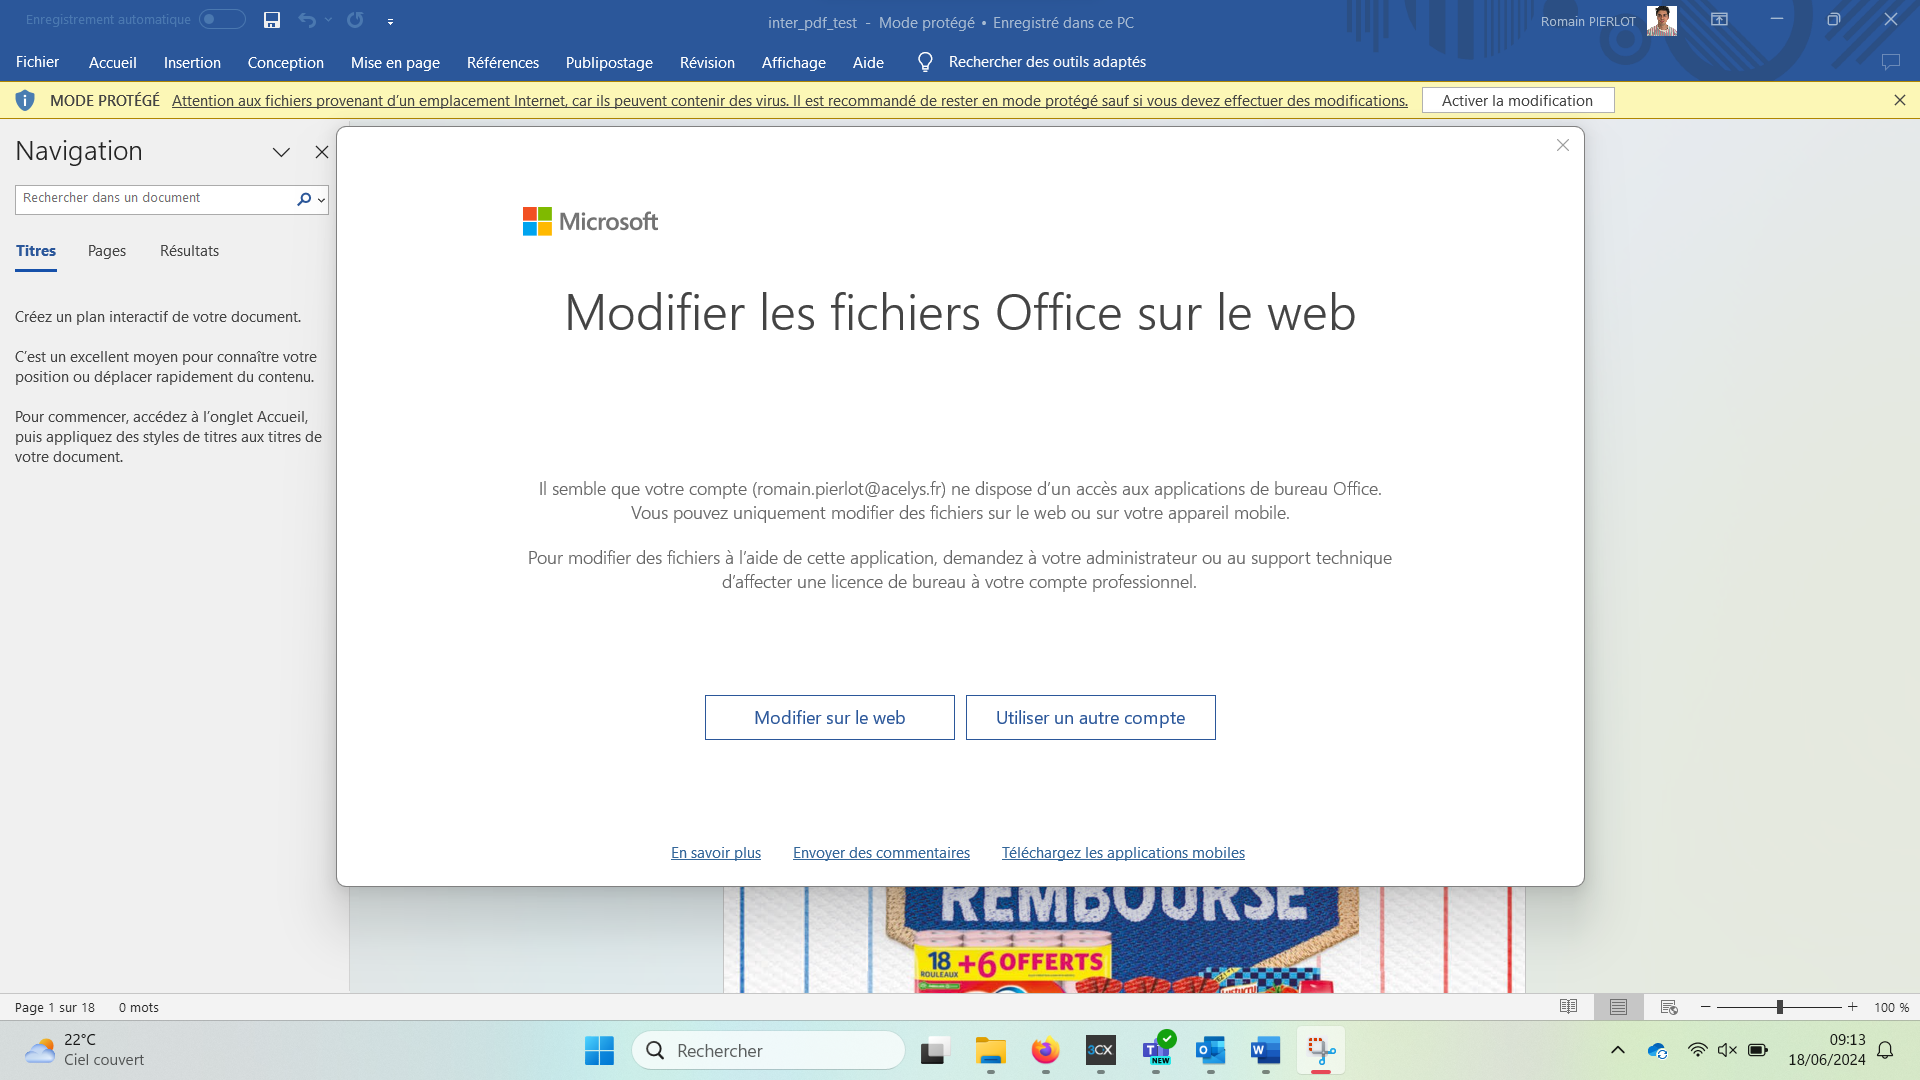 Enregistrement automatique
inter_pdf_test - Mode protégé • Enregistré dans ce PC
Romain PIERLOT
Fichier Accueil Insertion Conception Mise en page Références Publipostage Révision Affichage Aide Rechercher des outils adaptés
MODE PROTÉGÉ Attention aux fichiers provenant d'un emplacement Internet, car ils peuvent contenir des virus. Il est recommandé de rester en mode protégé sauf si vous devez effectuer des modifications. Activer la modification
Navigation
Rechercher dans un document
Titres Pages Résultats
Créez un plan interactif de votre document.
C'est un excellent moyen pour connaître votre
position ou déplacer rapidement du contenu.
Pour commencer, accédez à l'onglet Accueil,
puis appliquez des styles de titres aux titres de
votre document.
Microsoft
Modifier les fichiers Office sur le web
Il semble que votre compte (romain.pierlot@acelys.fr) ne dispose d'un accès aux applications de bureau Office.
Vous pouvez uniquement modifier des fichiers sur le web ou sur votre appareil mobile.
Pour modifier des fichiers à l'aide de cette application, demandez à votre administrateur ou au support technique
d'affecter une licence de bureau à votre compte professionnel.
Modifier sur le web Utiliser un autre compte
En savoir plus Envoyer des commentaires Téléchargez les applications mobiles
REMBOURSÉ
18 +6 OFFERTS
ROULEAUX
Page 1 sur 18 0 mots
100 %
22°C
Ciel couvert
Rechercher
3CX
NEW
09:13
18/06/2024